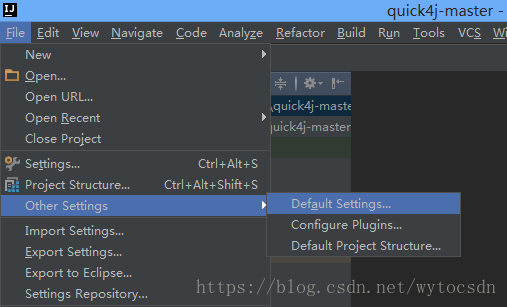 IJ
quick4j-master -
File Edit View Navigate Code Analyze Refactor Build Run Tools VCS W
New
Open...
Open URL...
Open Recent
Close Project
Settings... Ctrl+Alt+S
Project Structure... Ctrl+Alt+Shift+S
Other Settings
Import Settings...
Export Settings...
Export to Eclipse...
Settings Repository...
\quick4j-master
quick4j-master
Default Settings...
Configure Plugins...
Default Project Structure...
https://blog.csdn.net/wytocsdn